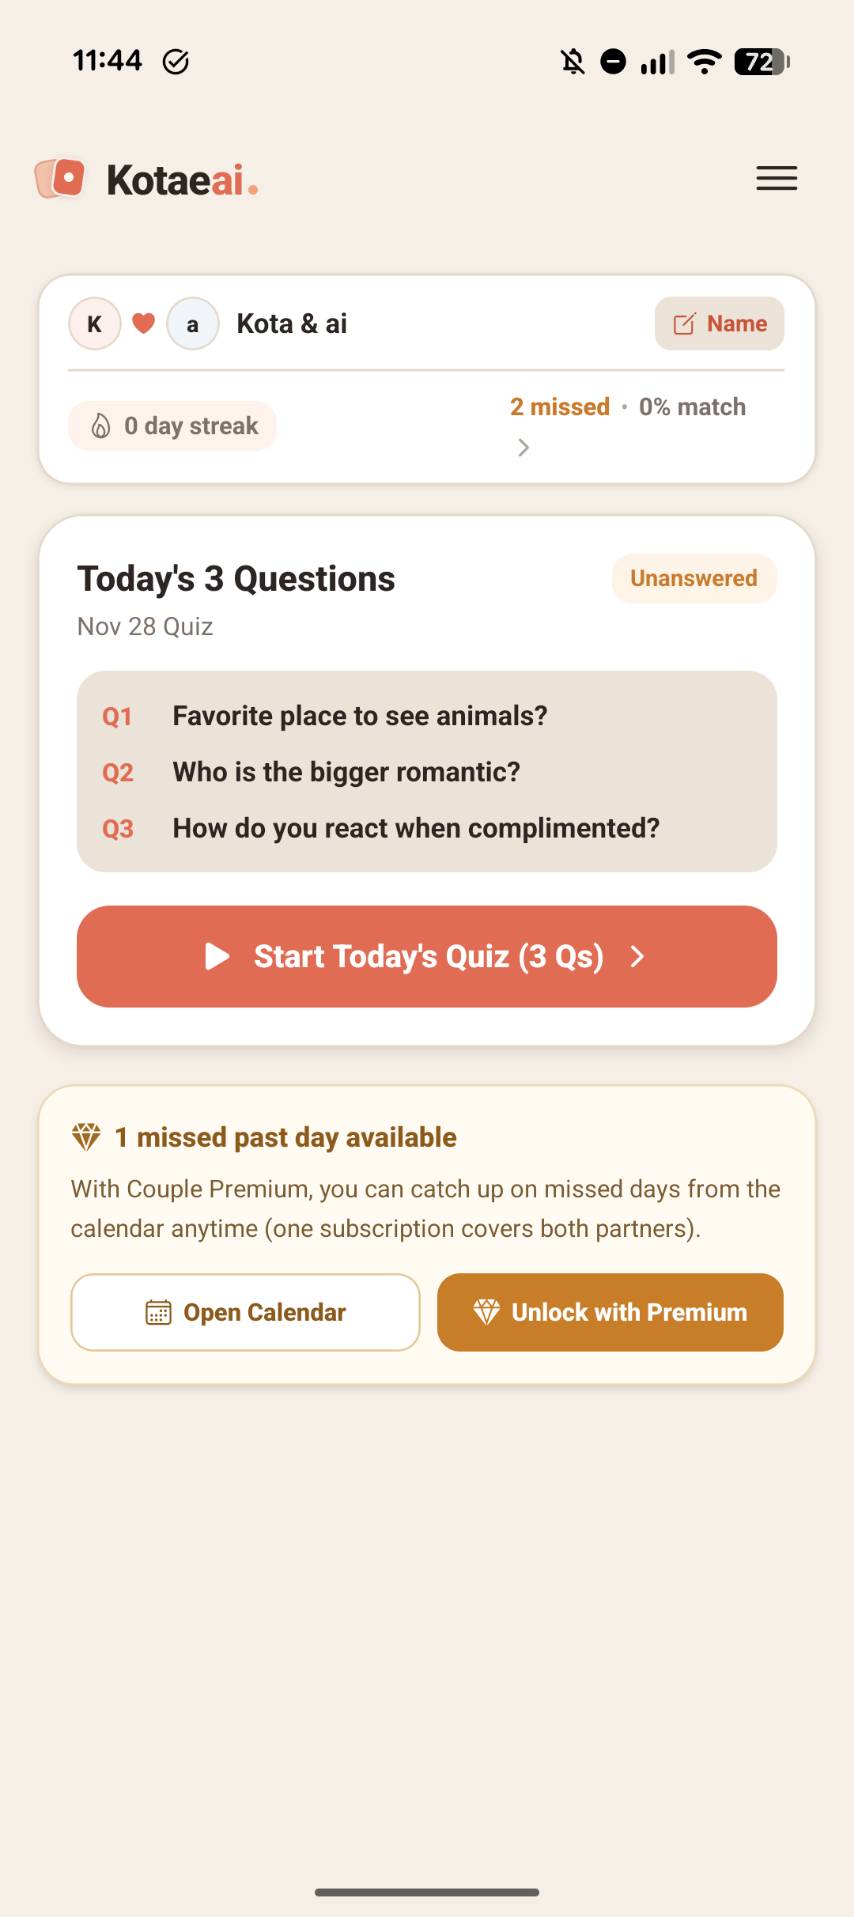 11:44
72
Kotaeai.
K a Kota & ai Name
0 day streak
2 missed · 0% match
Today's 3 Questions
Unanswered
Nov 28 Quiz
Q1 Favorite place to see animals?
Q2 Who is the bigger romantic?
Q3 How do you react when complimented?
Start Today's Quiz (3 Qs)
1 missed past day available
With Couple Premium, you can catch up on missed days from the
calendar anytime (one subscription covers both partners).
Open Calendar
Unlock with Premium